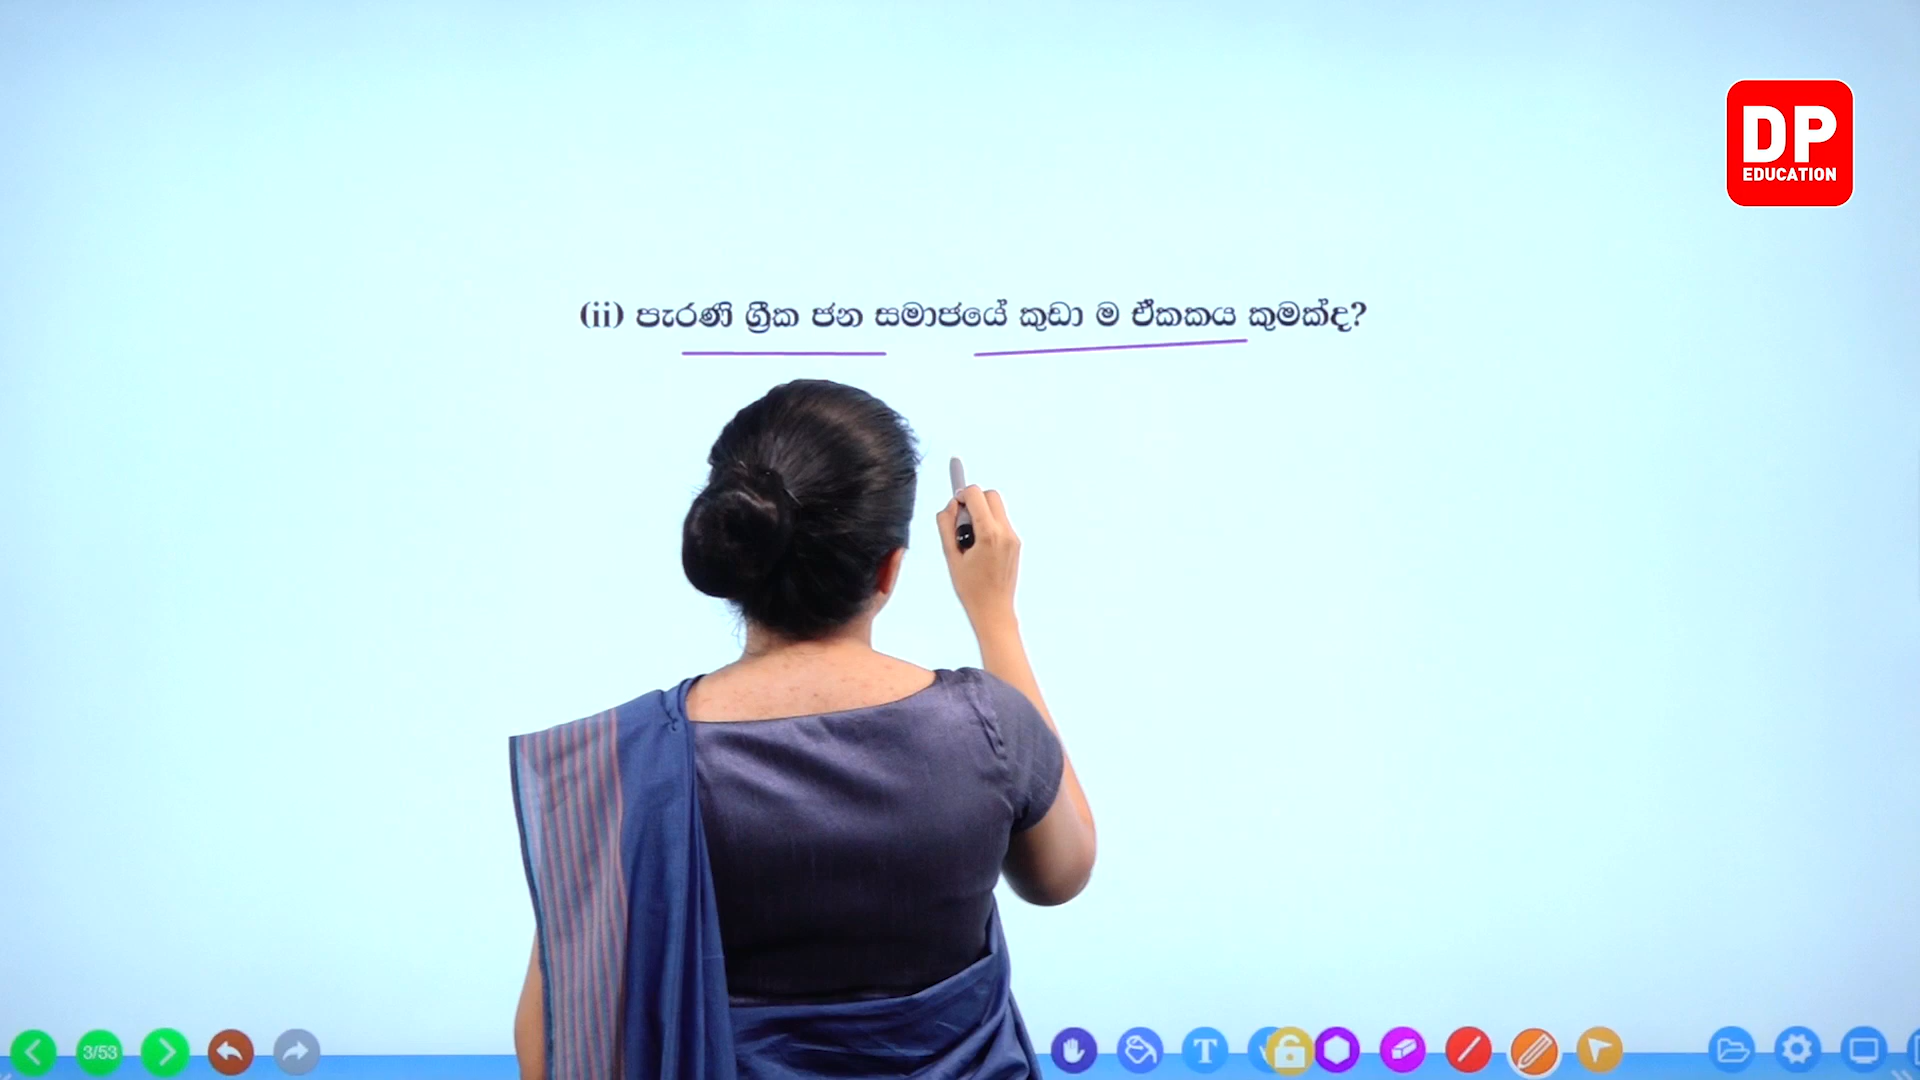 DP
EDUCATION
(ii) පැරණි ග්‍රීක ජන සමාජයේ කුඩා ම ඒකකය කුමක්ද?
3/53
T